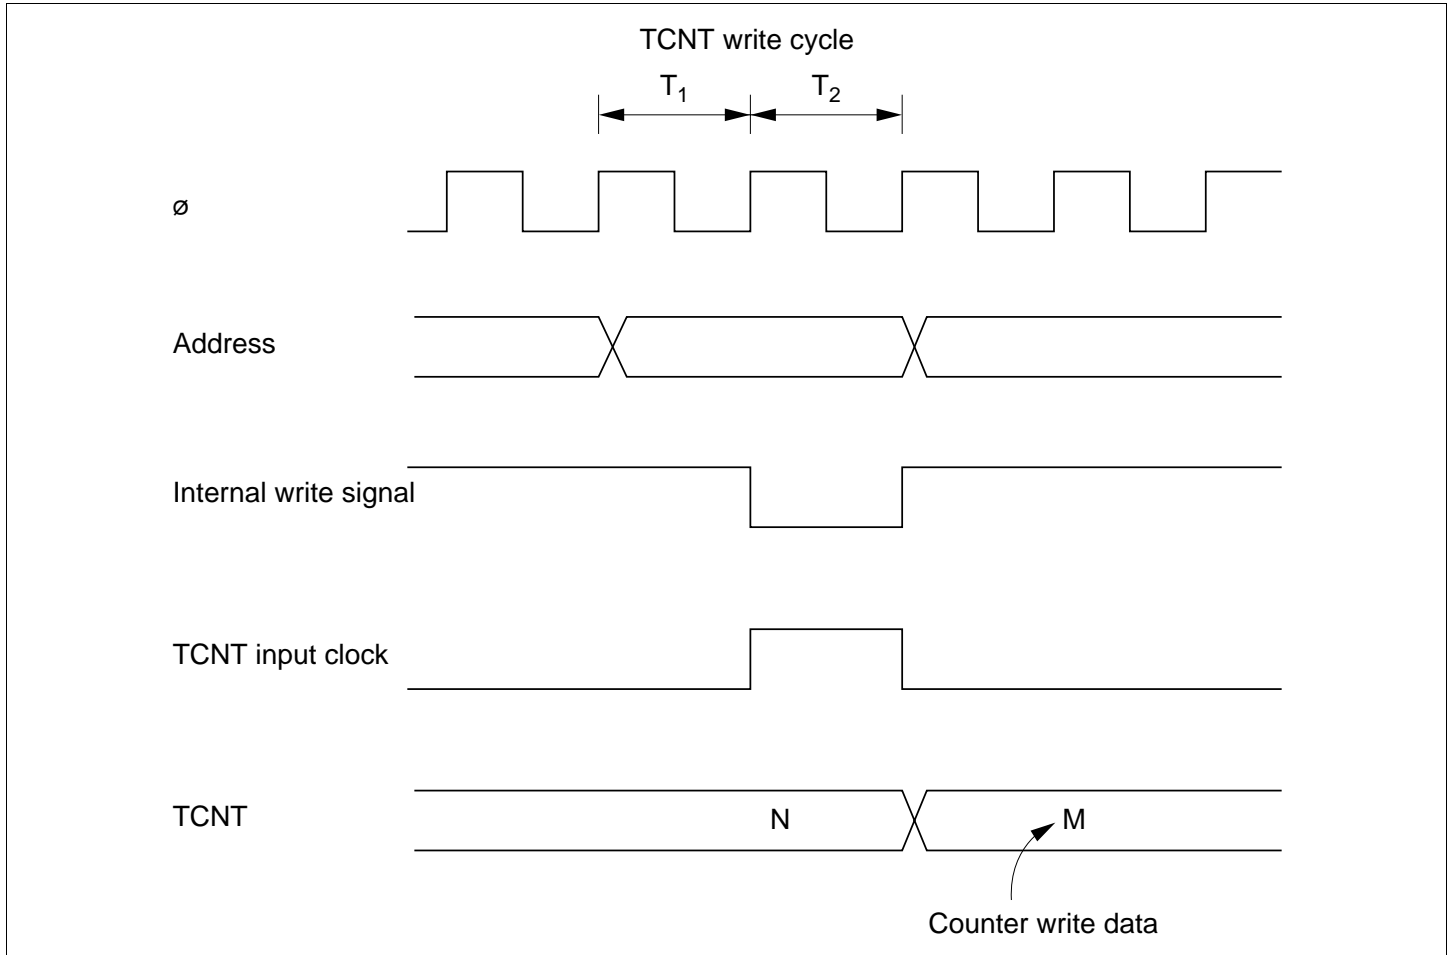 TCNT write cycle
T1 T2
ø
Address
Internal write signal
TCNT input clock
TCNT N M
Counter write data